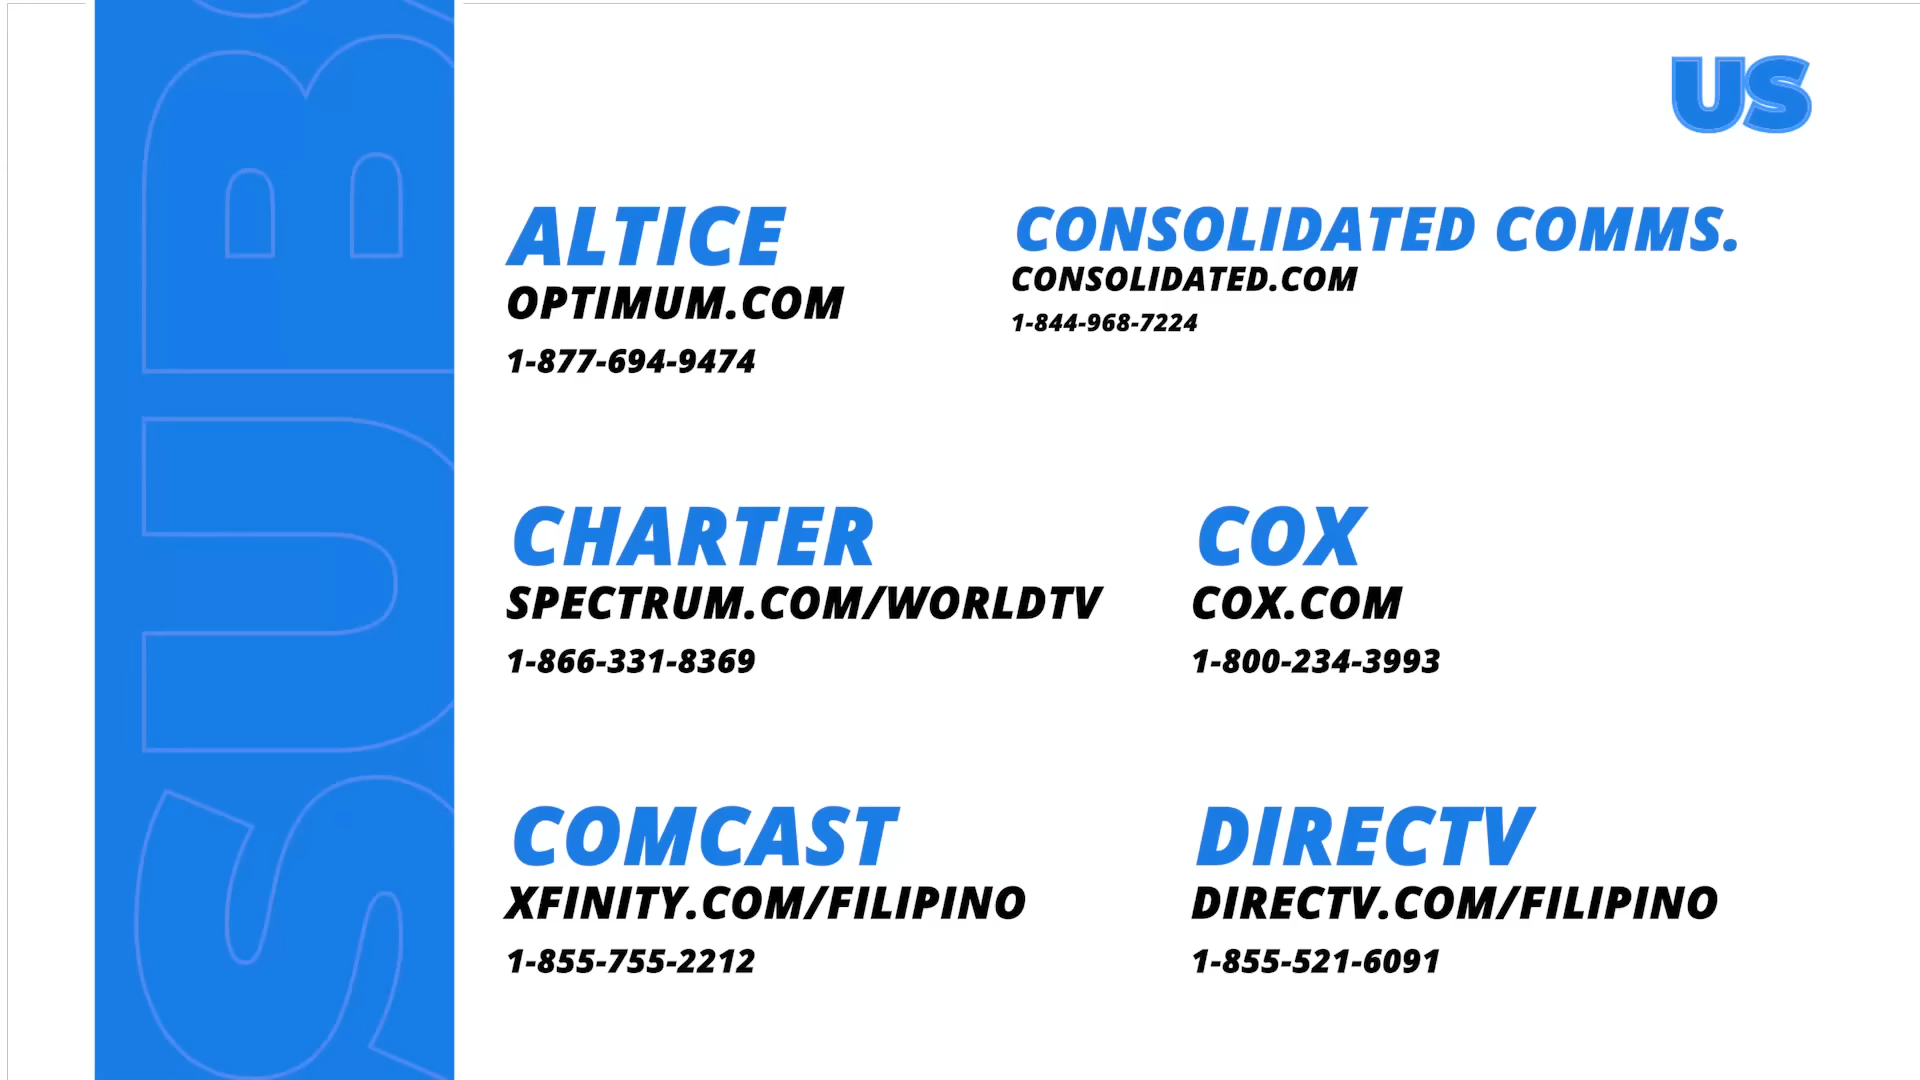 SUB
US
ALTICE
OPTIMUM.COM
1-877-694-9474
CONSOLIDATED COMMS.
CONSOLIDATED.COM
1-844-968-7224
CHARTER
SPECTRUM.COM/WORLDTV
1-866-331-8369
COX
COX.COM
1-800-234-3993
COMCAST
XFINITY.COM/FILIPINO
1-855-755-2212
DIRECTV
DIRECTV.COM/FILIPINO
1-855-521-6091